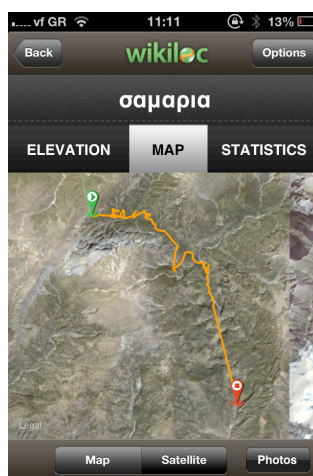 vf GR 11:11 13%
Back wikiloc Options
σαμαρια
ELEVATION MAP STATISTICS
Legal
Map Satellite Photos